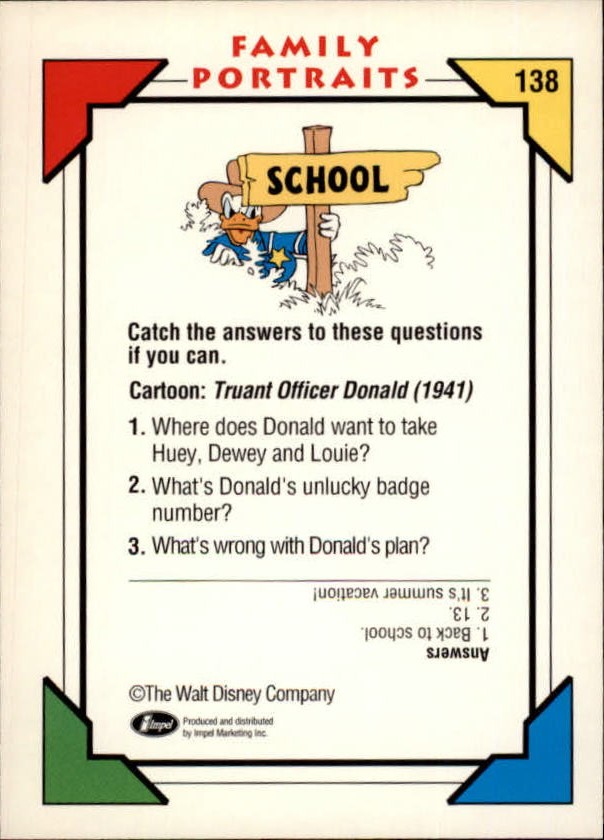 FAMILY
PORTRAITS
138
SCHOOL
Catch the answers to these questions
if you can.
Cartoon: Truant Officer Donald (1941)
1. Where does Donald want to take
Huey, Dewey and Louie?
2. What's Donald's unlucky badge
number?
3. What's wrong with Donald's plan?
Answers
1. Back to school.
2. 13.
3. It's summer vacation!
©The Walt Disney Company
Impel
Produced and distributed
by Impel Marketing Inc.